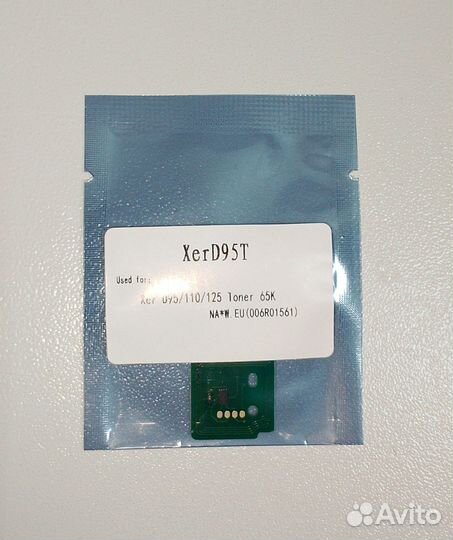 XerD95T
Used for:
Xer D95/110/125 Toner 65K
NA*W.EU(006R01561)
Avito